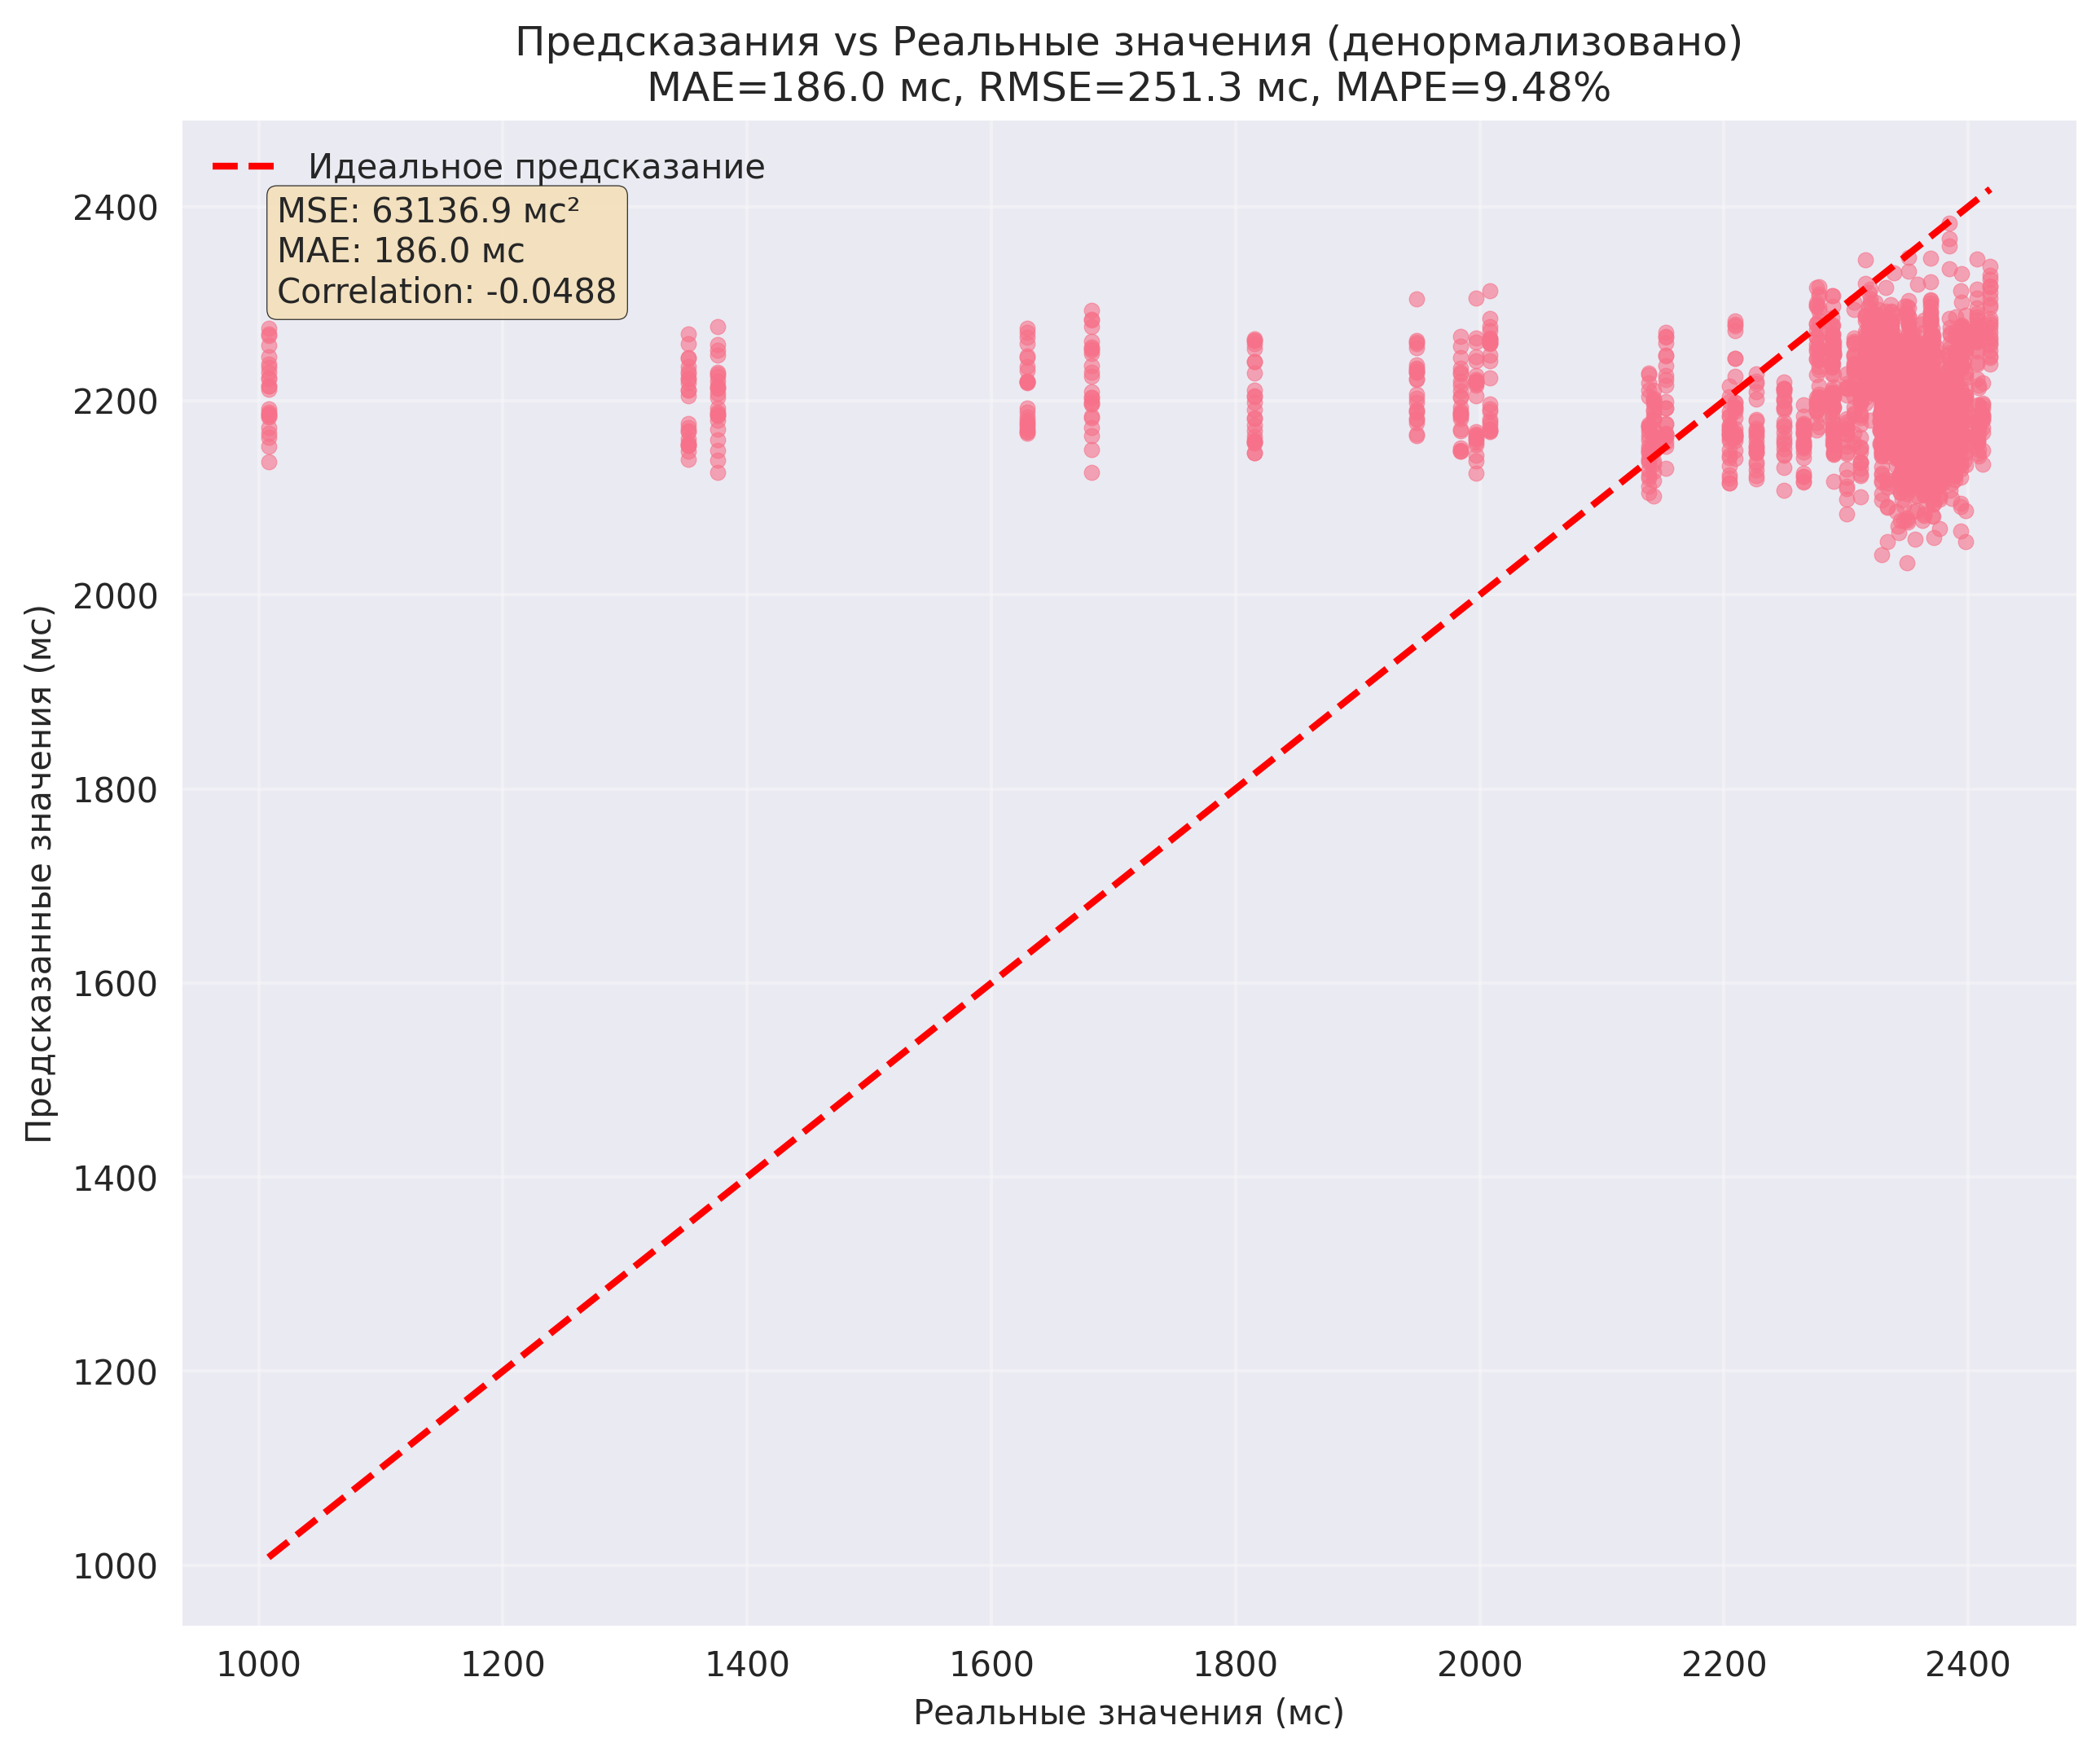 Предсказания vs Реальные значения (денормализовано)
MAE=186.0 мс, RMSE=251.3 мс, MAPE=9.48%
Идеальное предсказание
MSE: 63136.9 мс²
MAE: 186.0 мс
Correlation: -0.0488
Предсказанные значения (мс)
2400
2200
2000
1800
1600
1400
1200
1000
1000 1200 1400 1600 1800 2000 2200 2400
Реальные значения (мс)